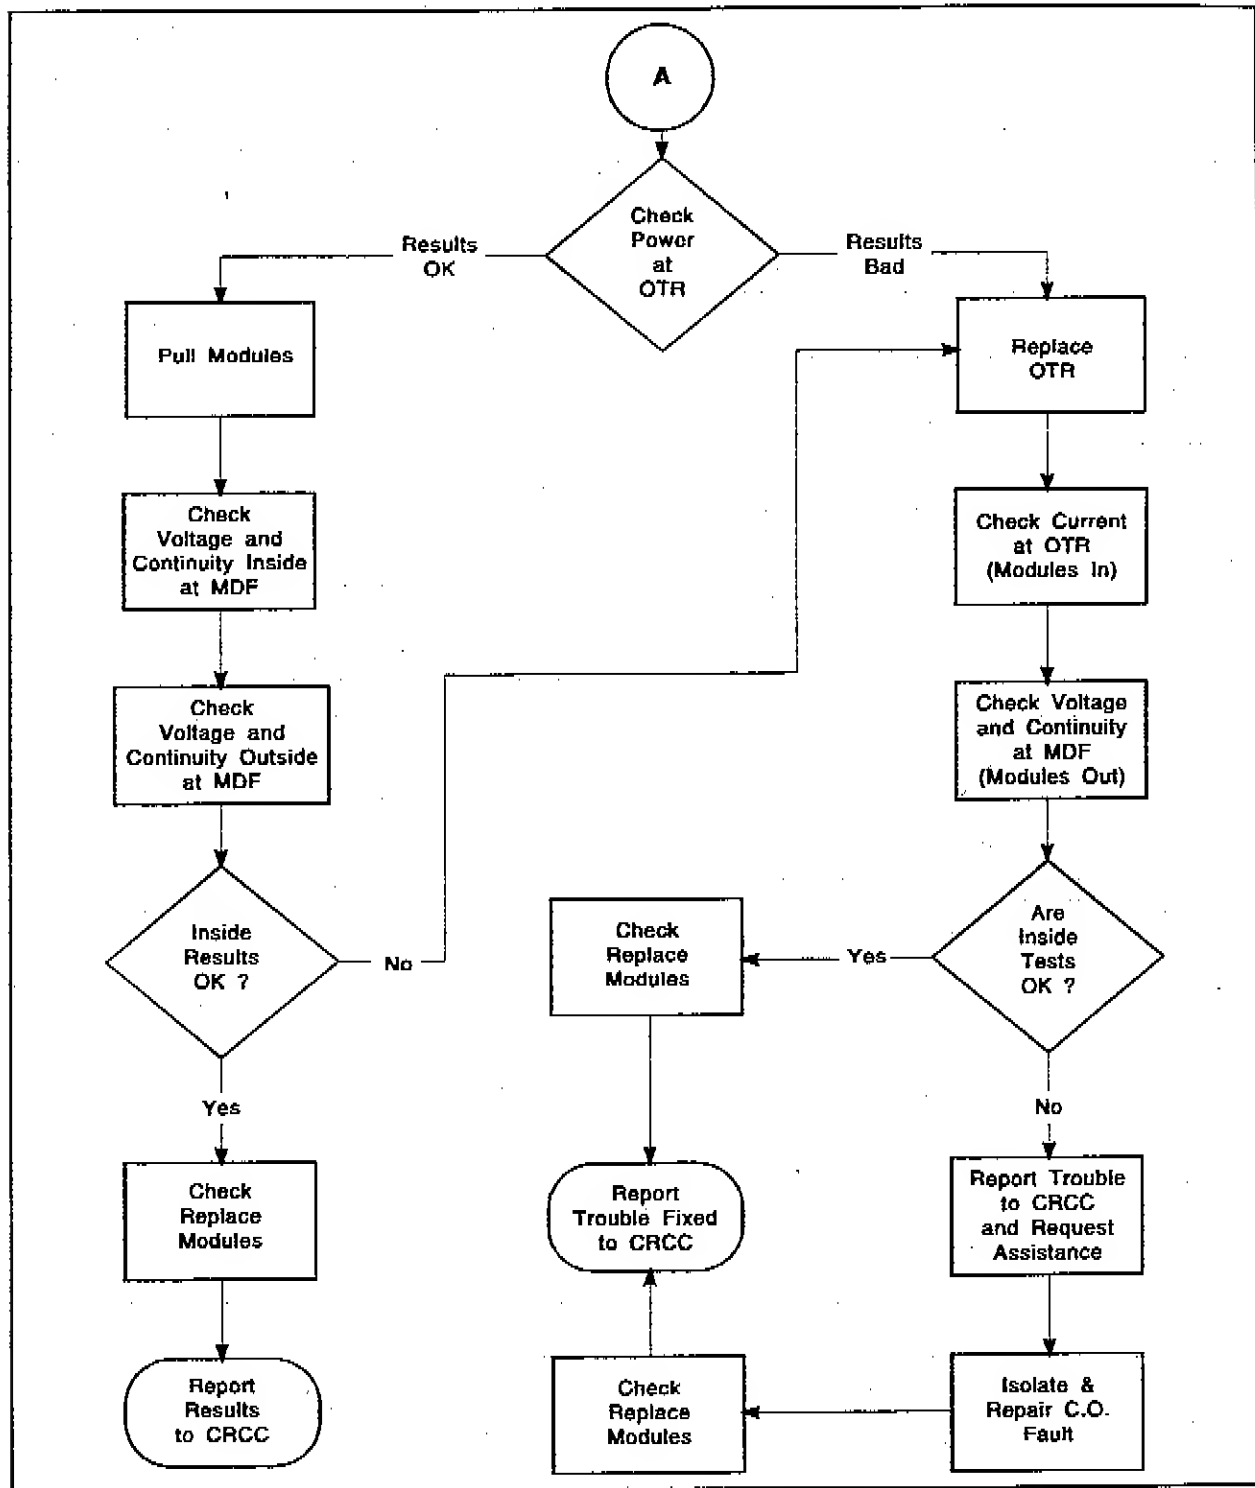 A
Check
Power
at
OTR
Results
OK
Results
Bad
Pull Modules
Replace
OTR
Check
Voltage and
Continuity Inside
at MDF
Check Current
at OTR
(Modules In)
Check
Voltage and
Continuity Outside
at MDF
Check Voltage
and Continuity
at MDF
(Modules Out)
Inside
Results
OK ?
No
Check
Replace
Modules
Yes
Are
Inside
Tests
OK ?
Yes
No
Check
Replace
Modules
Report
Trouble Fixed
to CRCC
Report Trouble
to CRCC
and Request
Assistance
Report
Results
to CRCC
Check
Replace
Modules
Isolate &
Repair C.O.
Fault